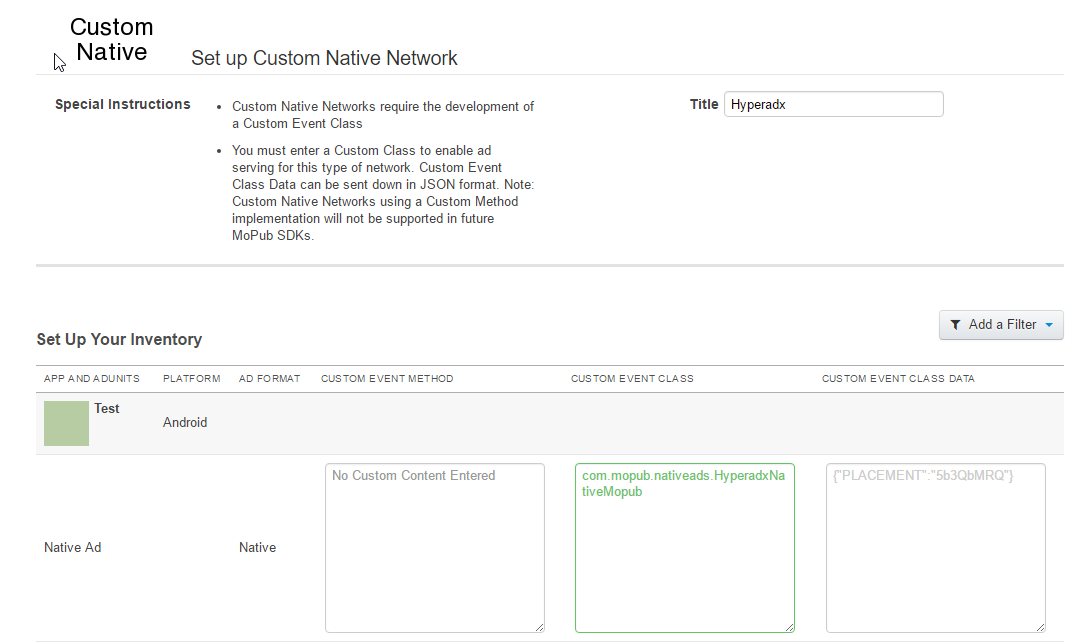 Custom
Native
Set up Custom Native Network
Special Instructions
Custom Native Networks require the development of
a Custom Event Class
You must enter a Custom Class to enable ad
serving for this type of network. Custom Event
Class Data can be sent down in JSON format. Note:
Custom Native Networks using a Custom Method
implementation will not be supported in future
MoPub SDKs.
Title Hyperadx
Set Up Your Inventory
Add a Filter
APP AND ADUNITS PLATFORM AD FORMAT CUSTOM EVENT METHOD CUSTOM EVENT CLASS CUSTOM EVENT CLASS DATA
Test
Android
Native Ad
Native
No Custom Content Entered
com.mopub.nativeads.HyperadxNa
tiveMopub
{"PLACEMENT":"5b3QbMRQ"}